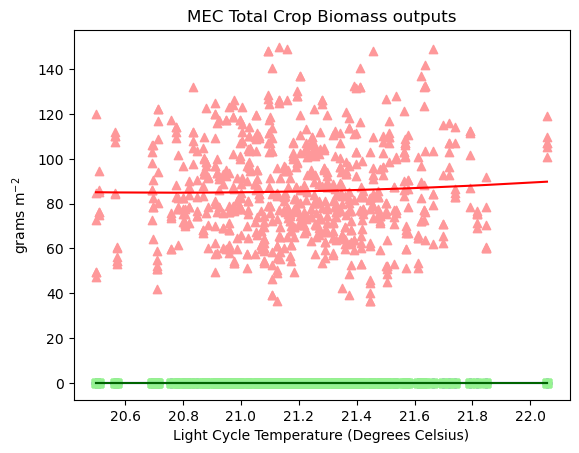 MEC Total Crop Biomass outputs
grams m⁻²
140
120
100
80
60
40
20
0
20.6 20.8 21.0 21.2 21.4 21.6 21.8 22.0
Light Cycle Temperature (Degrees Celsius)